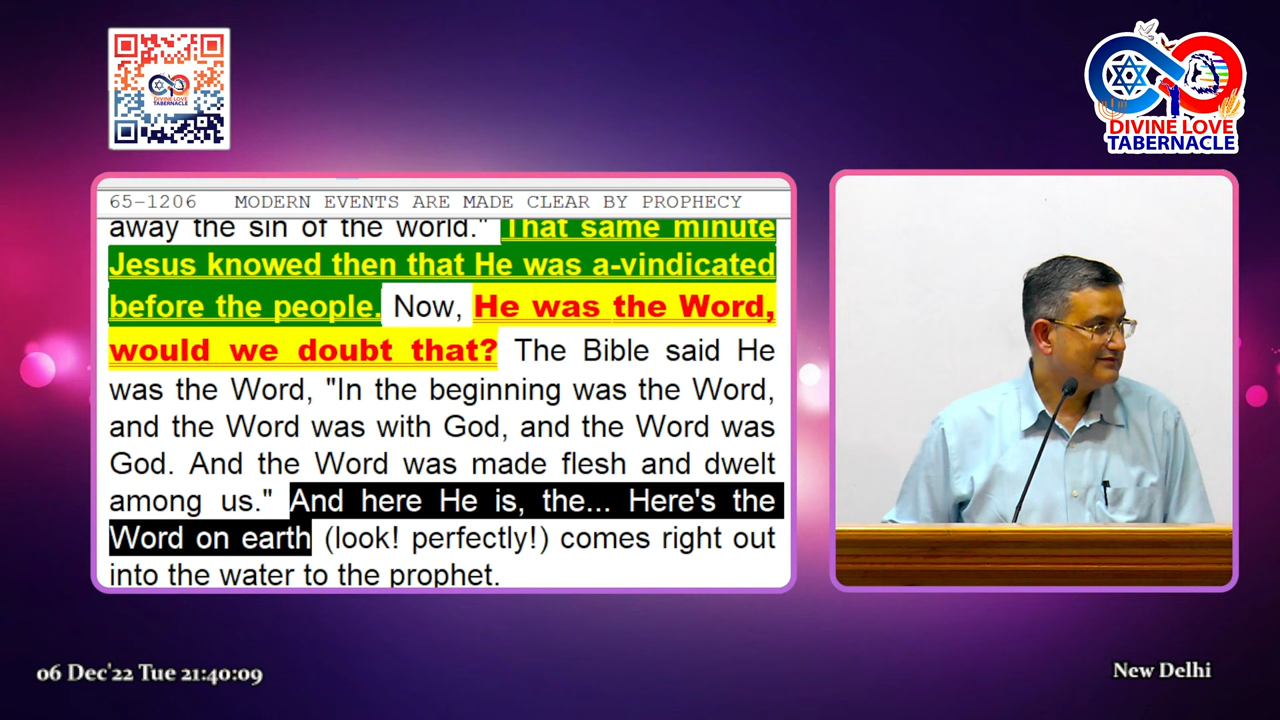 DIVINE LOVE
TABERNACLE
DIVINE LOVE
TABERNACLE
65-1206 MODERN EVENTS ARE MADE CLEAR BY PROPHECY
away the sin of the world." That same minute
Jesus knowed then that He was a-vindicated
before the people. Now, He was the Word,
would we doubt that? The Bible said He
was the Word, "In the beginning was the Word,
and the Word was with God, and the Word was
God. And the Word was made flesh and dwelt
among us." And here He is, the... Here's the
Word on earth (look! perfectly!) comes right out
into the water to the prophet.
06 Dec'22 Tue 21:40:09
New Delhi